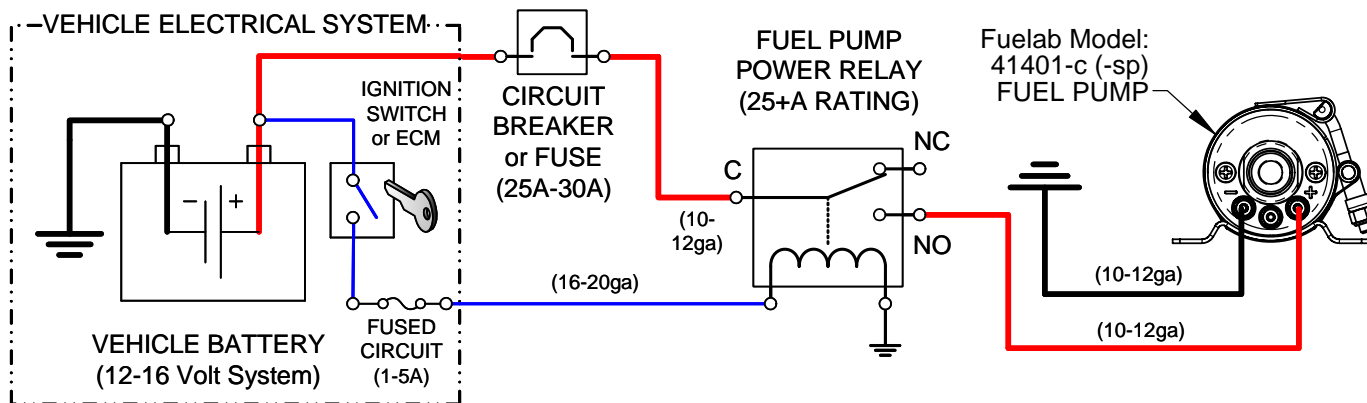 VEHICLE ELECTRICAL SYSTEM
IGNITION
SWITCH
or ECM
- +
VEHICLE BATTERY
(12-16 Volt System)
FUSED
CIRCUIT
(1-5A)
CIRCUIT
BREAKER
or FUSE
(25A-30A)
(16-20ga)
FUEL PUMP
POWER RELAY
(25+A RATING)
C
NC
NO
(10-
12ga)
Fuelab Model:
41401-c (-sp)
FUEL PUMP
- +
(10-12ga)
(10-12ga)